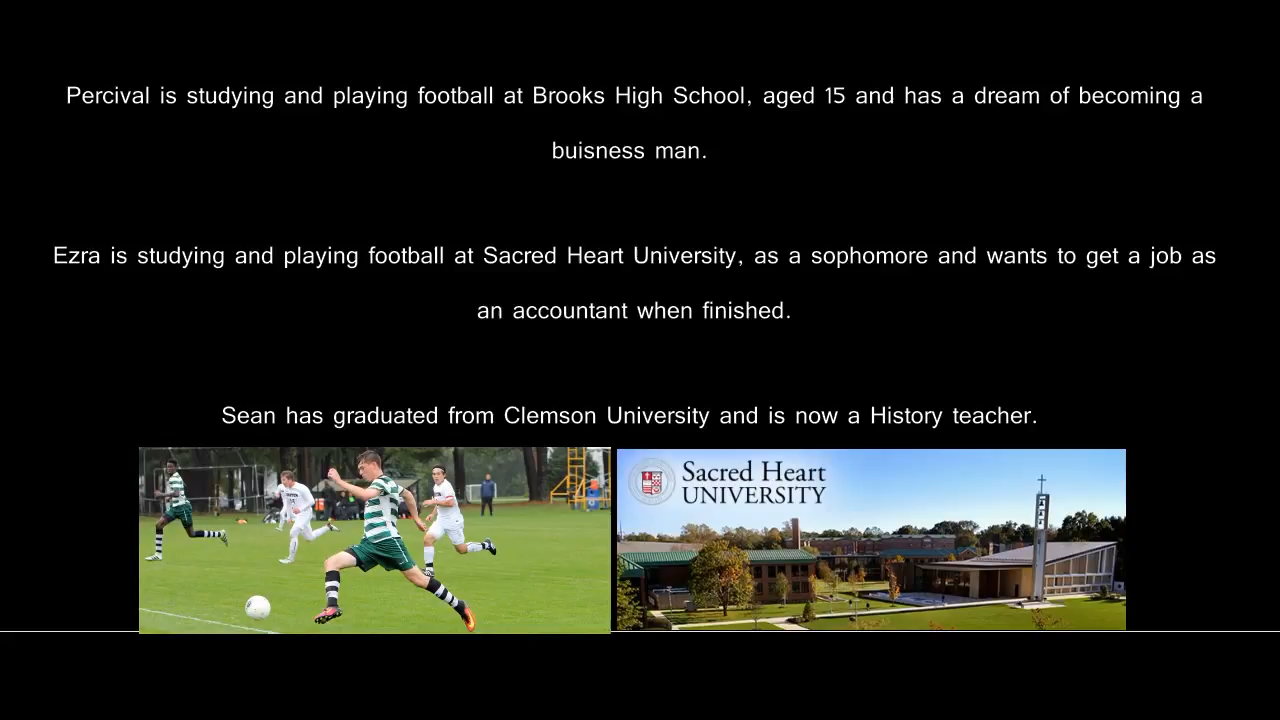 Percival is studying and playing football at Brooks High School, aged 15 and has a dream of becoming a
buisness man.
Ezra is studying and playing football at Sacred Heart University, as a sophomore and wants to get a job as
an accountant when finished.
Sean has graduated from Clemson University and is now a History teacher.
Sacred Heart
UNIVERSITY